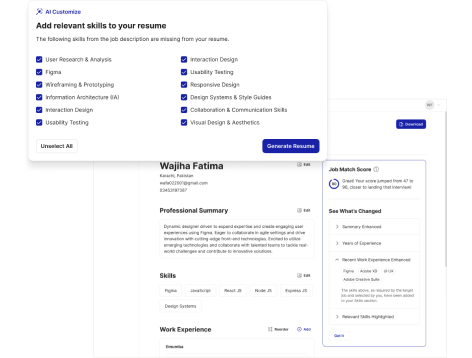 AI Customize
Add relevant skills to your resume
The following skills from the job description are missing from your resume.
User Research & Analysis
Interaction Design
Figma
Usability Testing
Wireframing & Prototyping
Responsive Design
Information Architecture (IA)
Design Systems & Style Guides
Interaction Design
Collaboration & Communication Skills
Usability Testing
Visual Design & Aesthetics
Unselect All
Generate Resume
Download
Wajiha Fatima
Edit
Karachi, Pakistan
03453197387
Professional Summary
Edit
Dynamic designer driven to expand expertise and create engaging user
experiences using Figma. Eager to collaborate in agile settings and drive
innovation with cutting-edge front-end technologies. Excited to utilize
emerging technologies and collaborate with talented teams to tackle real-
world challenges and contribute to innovative solutions.
Skills
Edit
Figma
JavaScript
React JS
Node JS
Express JS
Design Systems
Work Experience
Reorder
Add
Job Match Score
90
Great! Your score jumped from 47 to
90, closer to landing that interview!
See What's Changed
Summary Enhanced
Years of Experience
Recent Work Experience Enhanced
Figma
Adobe XD
UI UX
Adobe Creative Suite
The skills above, as required by the target
job and selected by you, have been added
to your Skills section.
Relevant Skills Highlighted
Got it